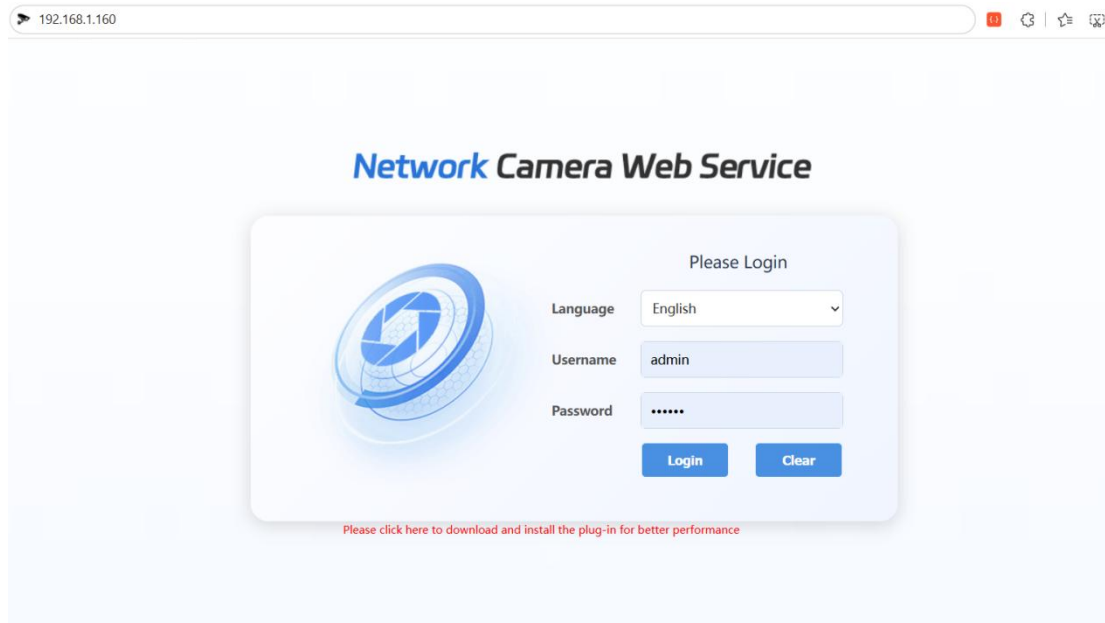 192.168.1.160
Network Camera Web Service
Please Login
Language English
Username admin
Password ••••••
Login Clear
Please click here to download and install the plug-in for better performance